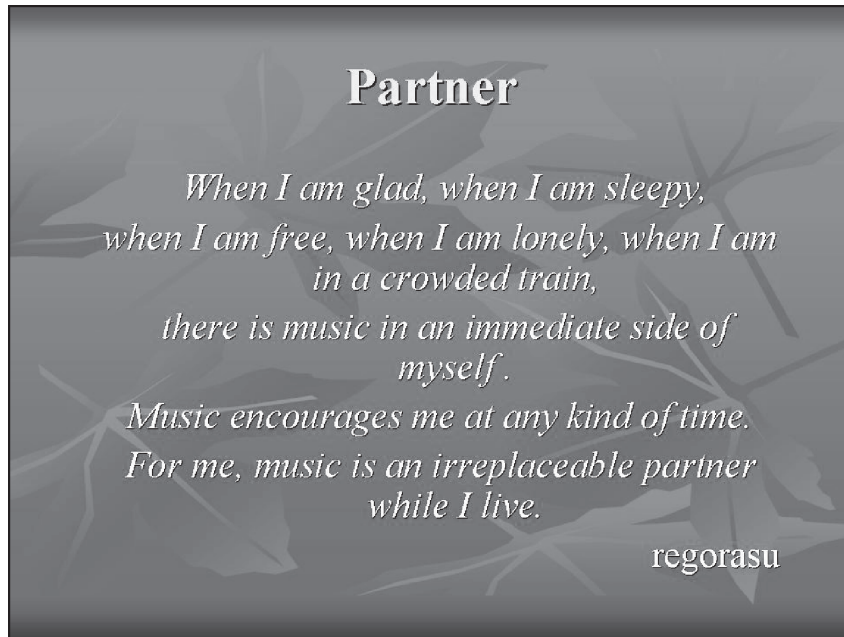 Partner
When I am glad, when I am sleepy,
when I am free, when I am lonely, when I am
in a crowded train,
there is music in an immediate side of
myself .
Music encourages me at any kind of time.
For me, music is an irreplaceable partner
while I live.
regorasu